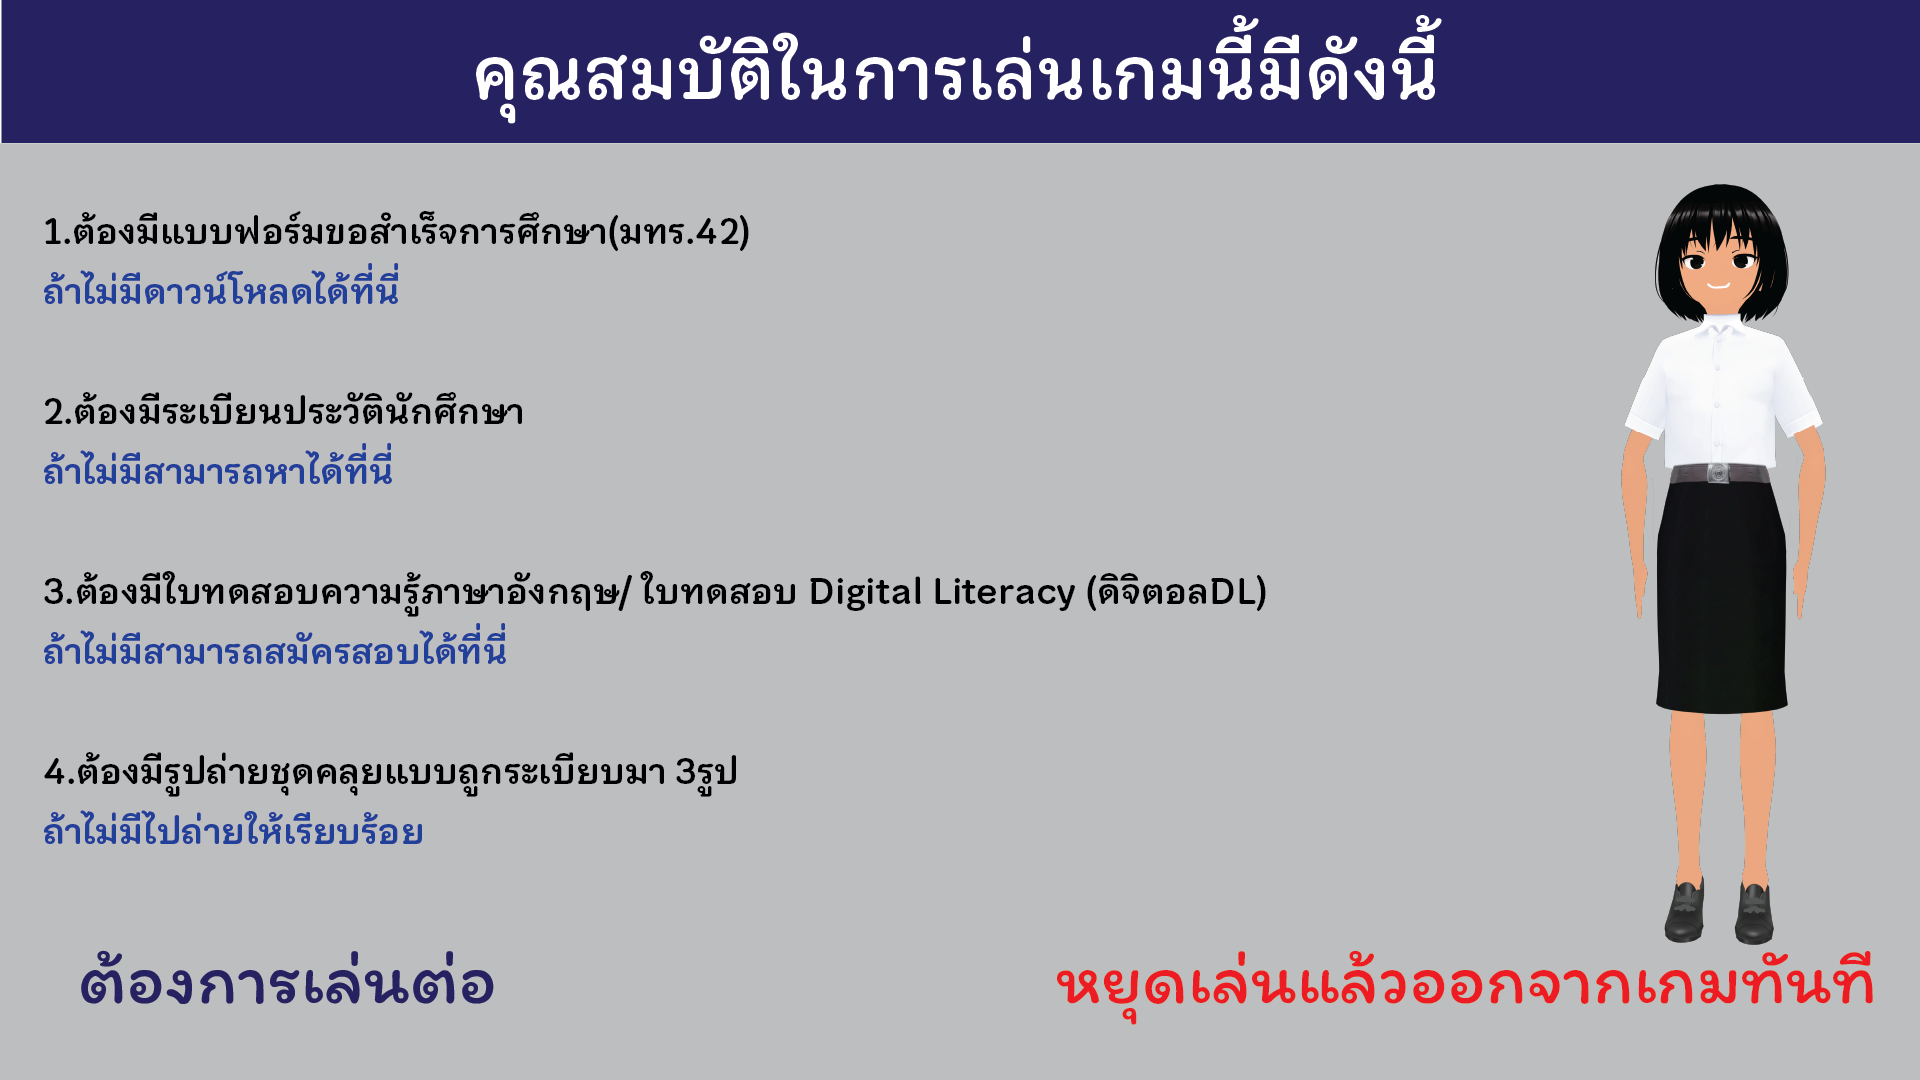 คุณสมบัติในการเล่นเกมนี้มีดังนี้
1.ต้องมีแบบฟอร์มขอสำเร็จการศึกษา(มทร.42)
ถ้าไม่มีดาวน์โหลดได้ที่นี่
2.ต้องมีระเบียนประวัตินักศึกษา
ถ้าไม่มีสามารถหาได้ที่นี่
3.ต้องมีใบทดสอบความรู้ภาษาอังกฤษ/ ใบทดสอบ Digital Literacy (ดิจิตอลDL)
ถ้าไม่มีสามารถสมัครสอบได้ที่นี่
4.ต้องมีรูปถ่ายชุดคลุยแบบถูกระเบียบมา 3รูป
ถ้าไม่มีไปถ่ายให้เรียบร้อย
ต้องการเล่นต่อ
หยุดเล่นแล้วออกจากเกมทันที